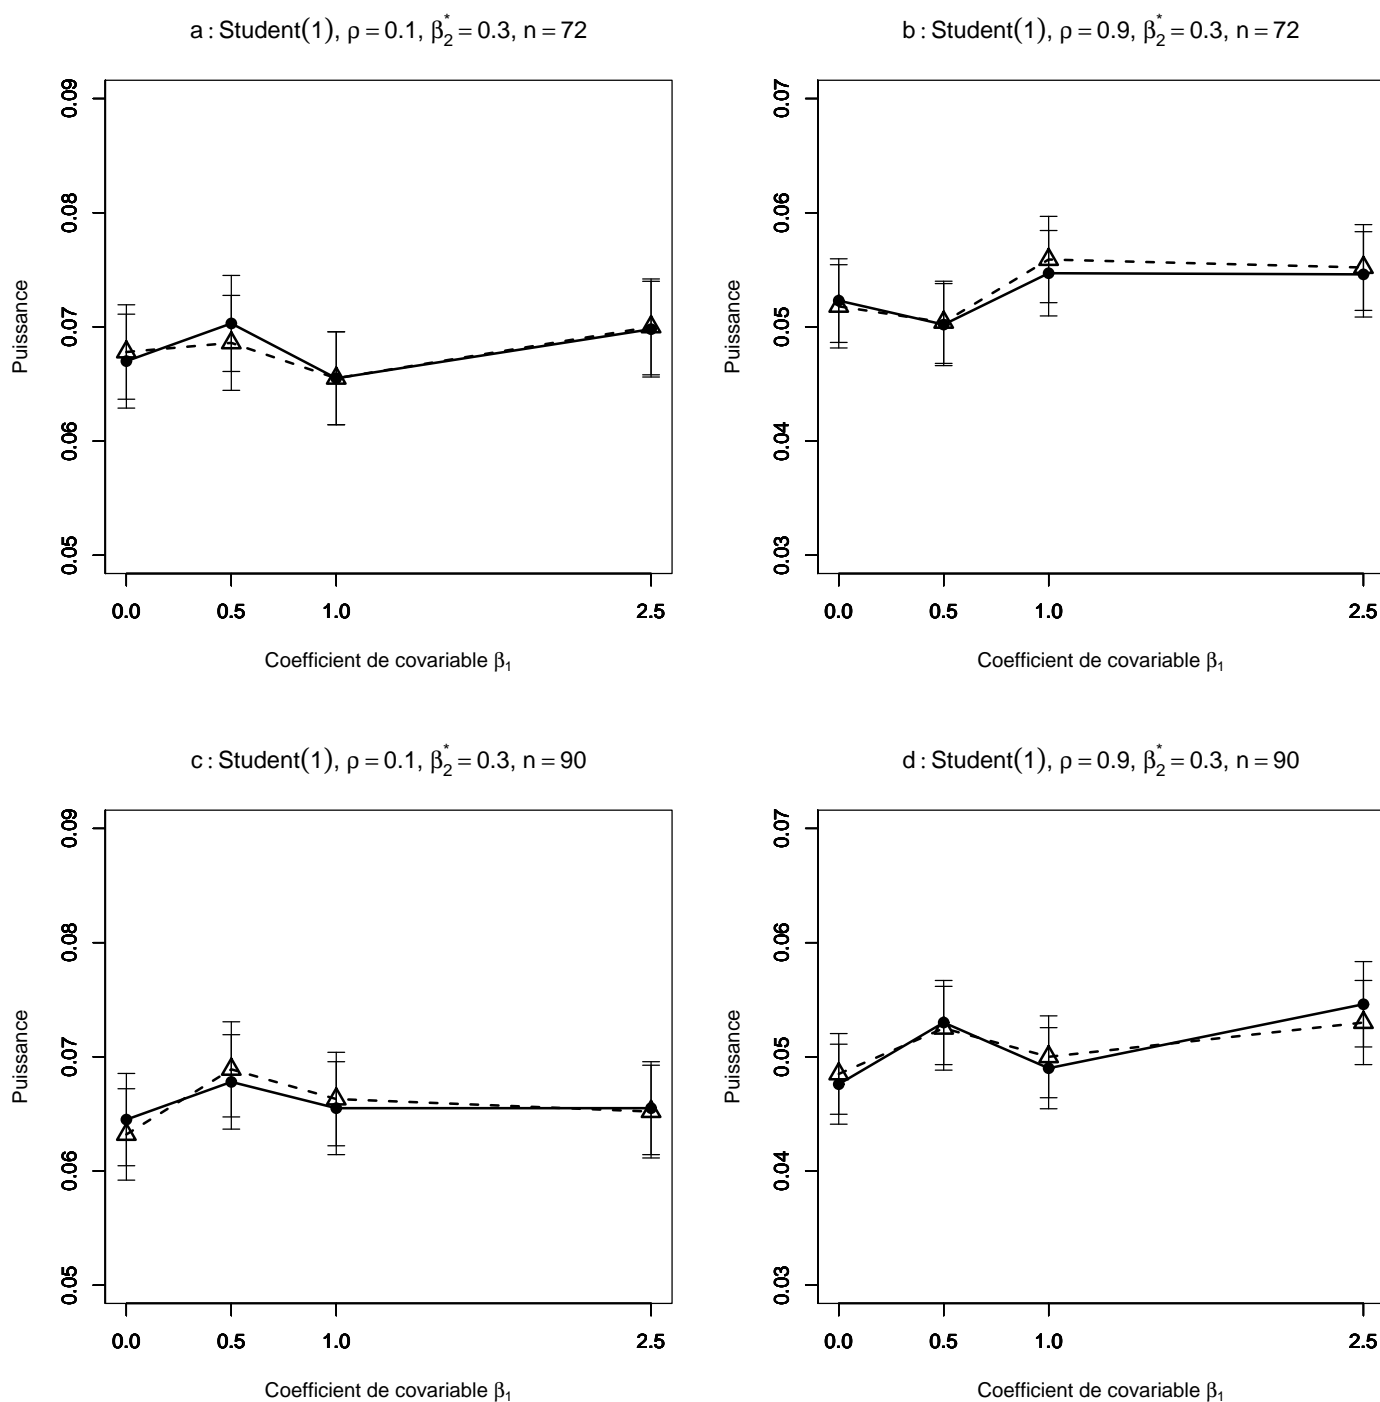 a : Student(1), ρ = 0.1, β₂* = 0.3, n = 72
Puissance
0.09
0.08
0.07
0.06
0.05
0.0 0.5 1.0 2.5
Coefficient de covariable β₁
b : Student(1), ρ = 0.9, β₂* = 0.3, n = 72
Puissance
0.07
0.06
0.05
0.04
0.03
0.0 0.5 1.0 2.5
Coefficient de covariable β₁
c : Student(1), ρ = 0.1, β₂* = 0.3, n = 90
Puissance
0.09
0.08
0.07
0.06
0.05
0.0 0.5 1.0 2.5
Coefficient de covariable β₁
d : Student(1), ρ = 0.9, β₂* = 0.3, n = 90
Puissance
0.07
0.06
0.05
0.04
0.03
0.0 0.5 1.0 2.5
Coefficient de covariable β₁